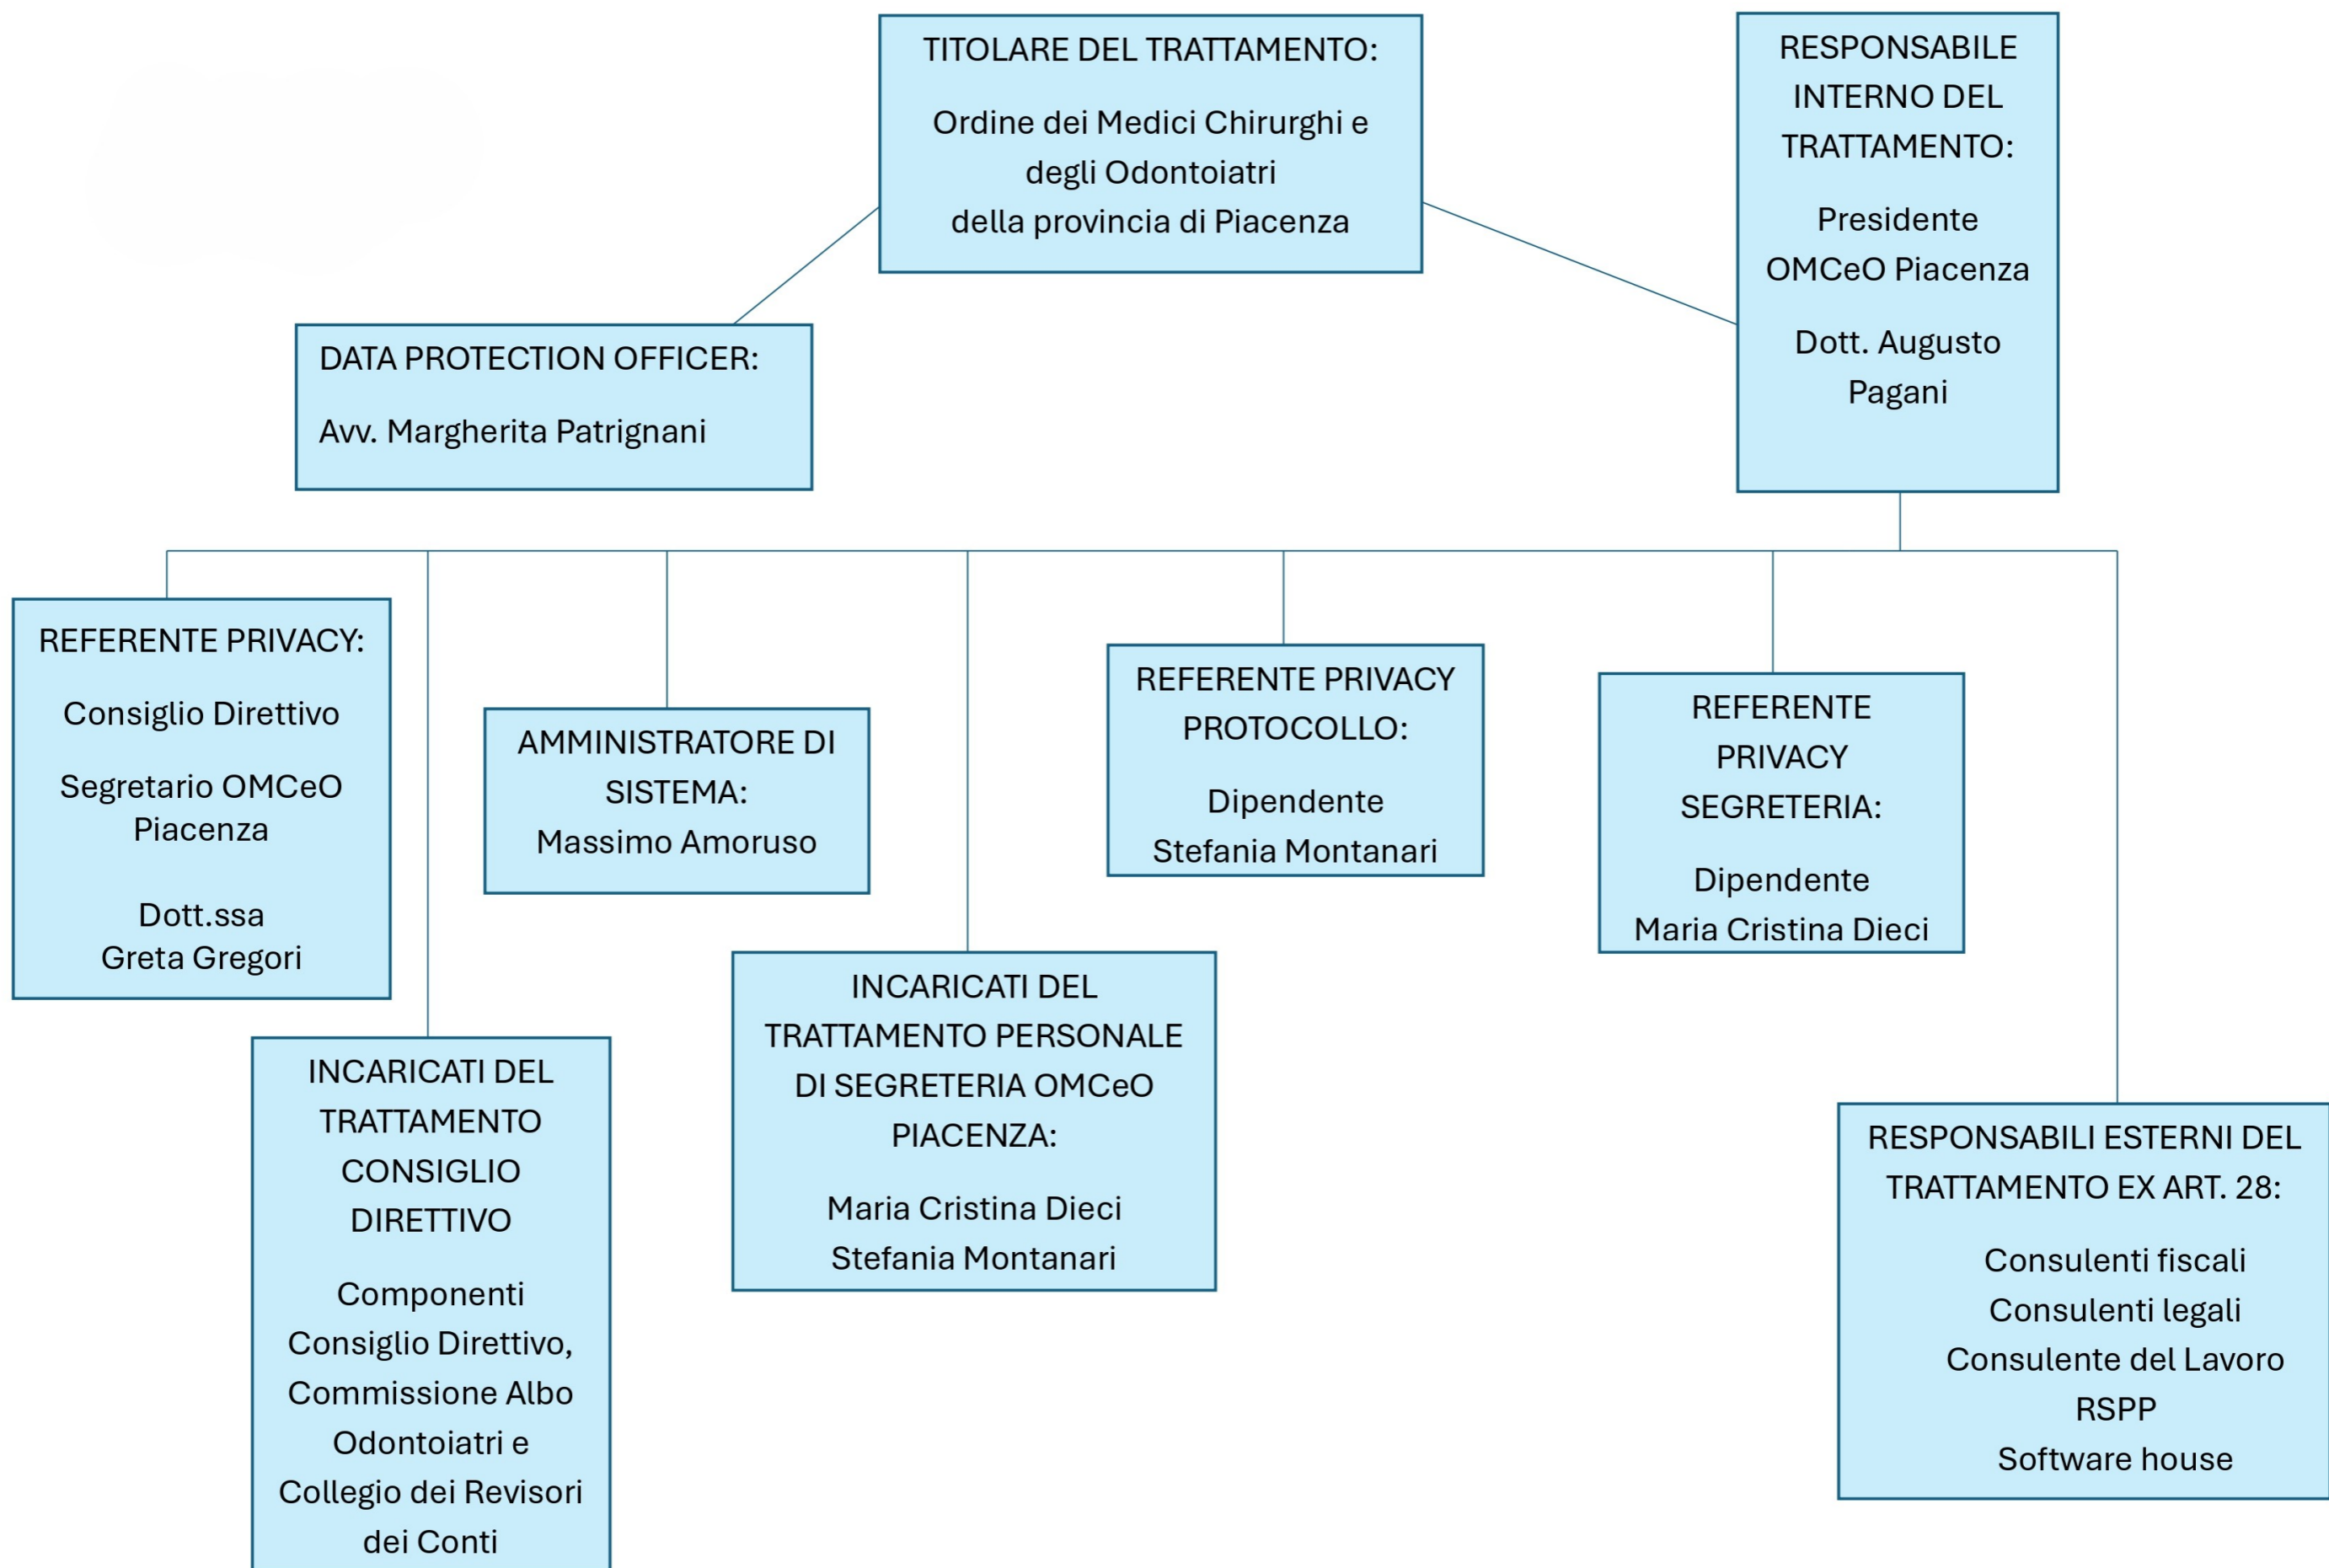 TITOLARE DEL TRATTAMENTO:
Ordine dei Medici Chirurghi e
degli Odontoiatri
della provincia di Piacenza
RESPONSABILE
INTERNO DEL
TRATTAMENTO:
Presidente
OMCeO Piacenza
Dott. Augusto
Pagani
DATA PROTECTION OFFICER:
Avv. Margherita Patrignani
REFERENTE PRIVACY:
Consiglio Direttivo
Segretario OMCeO
Piacenza
Dott.ssa
Greta Gregori
INCARICATI DEL
TRATTAMENTO
CONSIGLIO
DIRETTIVO
Componenti
Consiglio Direttivo,
Commissione Albo
Odontoiatri e
Collegio dei Revisori
dei Conti
AMMINISTRATORE DI
SISTEMA:
Massimo Amoruso
INCARICATI DEL
TRATTAMENTO PERSONALE
DI SEGRETERIA OMCeO
PIACENZA:
Maria Cristina Dieci
Stefania Montanari
REFERENTE PRIVACY
PROTOCOLLO:
Dipendente
Stefania Montanari
REFERENTE
PRIVACY
SEGRETERIA:
Dipendente
Maria Cristina Dieci
RESPONSABILI ESTERNI DEL
TRATTAMENTO EX ART. 28:
Consulenti fiscali
Consulenti legali
Consulente del Lavoro
RSPP
Software house